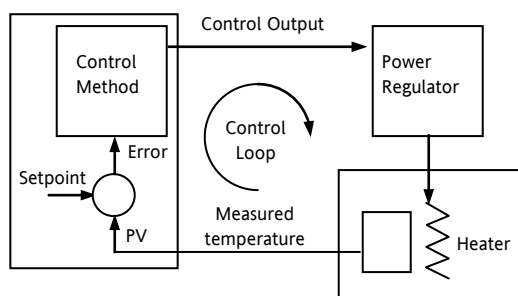 Control Output
Control
Method
Power
Regulator
Error
Control
Loop
Setpoint
PV
Measured
temperature
Heater